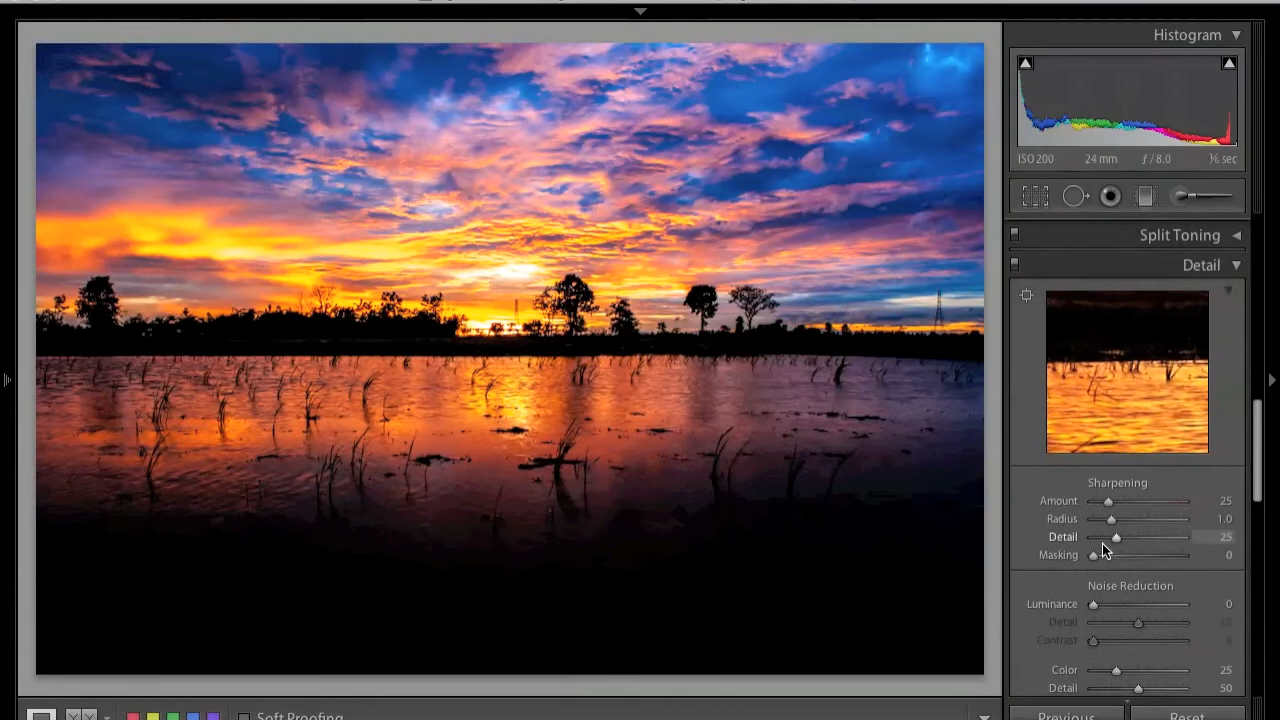 Histogram
ISO 200 24 mm ƒ / 8.0 ⅙ sec
Split Toning
Detail
Sharpening
Amount 25
Radius 1.0
Detail 25
Masking 0
Noise Reduction
Luminance 0
Detail
Contrast
Color 25
Detail 50
Soft Proofing
Previous Reset